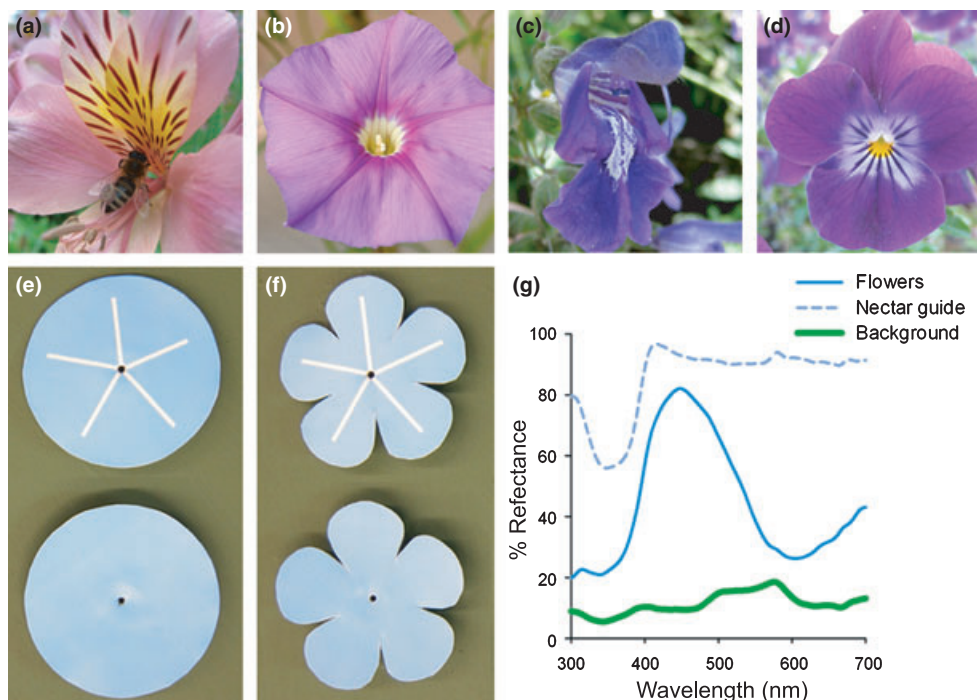 (a)
(b)
(c)
(d)
(e)
(f)
(g)
Flowers
Nectar guide
Background
% Refectance
100
80
60
40
20
0
300
400
500
600
700
Wavelength (nm)